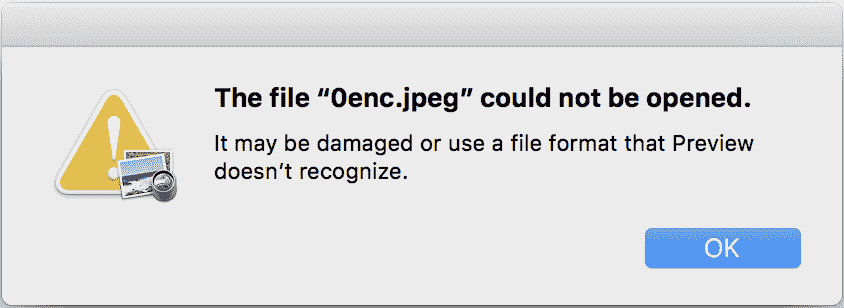 The file “0enc.jpeg” could not be opened.
It may be damaged or use a file format that Preview
doesn’t recognize.
OK